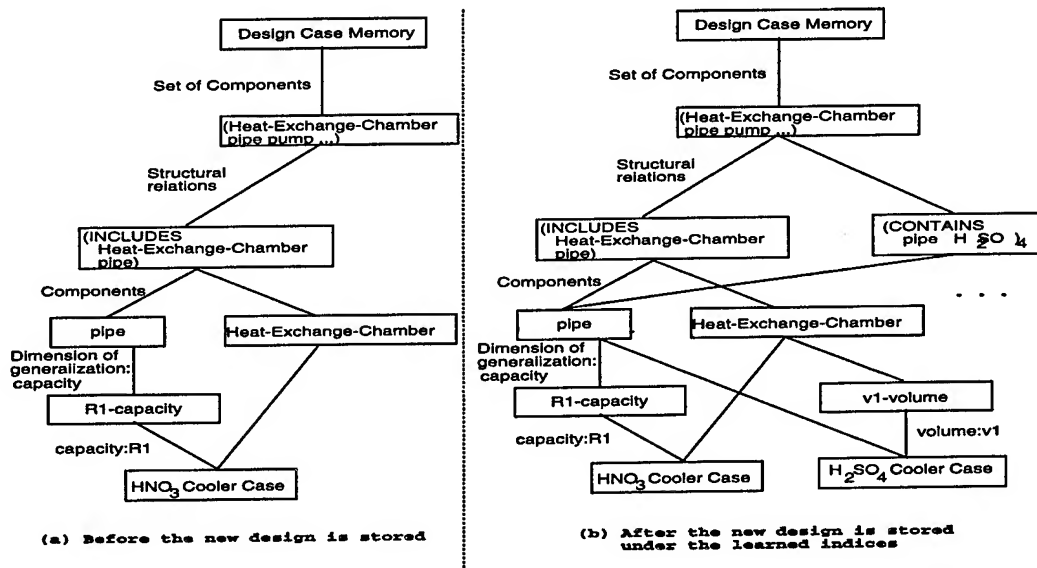 Design Case Memory
Set of Components
(Heat-Exchange-Chamber
pipe pump ...)
Structural
relations
(INCLUDES
Heat-Exchange-Chamber
pipe)
Components
pipe
Heat-Exchange-Chamber
Dimension of
generalization:
capacity
R1-capacity
capacity:R1
HNO3 Cooler Case
(a) Before the new design is stored
Design Case Memory
Set of Components
(Heat-Exchange-Chamber
pipe pump ...)
Structural
relations
(INCLUDES
Heat-Exchange-Chamber
pipe)
(CONTAINS
pipe H2SO4)
Components
. . .
pipe
Heat-Exchange-Chamber
Dimension of
generalization:
capacity
R1-capacity
v1-volume
capacity:R1
volume:v1
HNO3 Cooler Case
H2SO4 Cooler Case
(b) After the new design is stored
under the learned indices